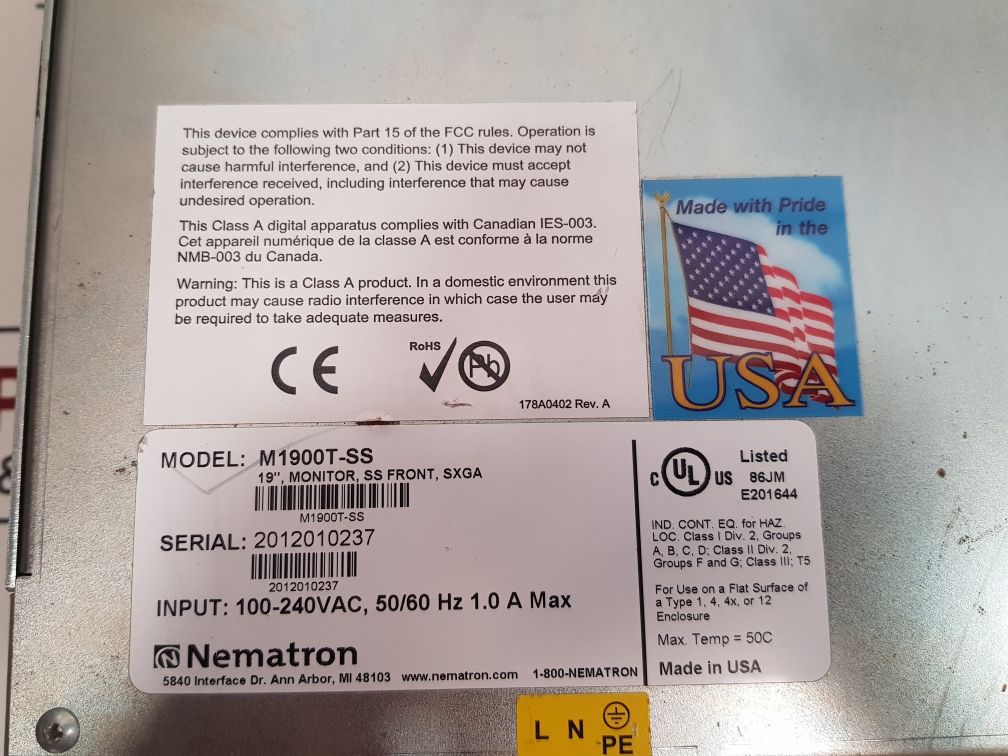 This device complies with Part 15 of the FCC rules. Operation is
subject to the following two conditions: (1) This device may not
cause harmful interference, and (2) This device must accept
interference received, including interference that may cause
undesired operation.
This Class A digital apparatus complies with Canadian IES-003.
Cet appareil numérique de la classe A est conforme à la norme
NMB-003 du Canada.
Warning: This is a Class A product. In a domestic environment this
product may cause radio interference in which case the user may
be required to take adequate measures.
CE
RoHS
Pb
178A0402 Rev. A
Made with Pride
in the
USA
MODEL: M1900T-SS
19", MONITOR, SS FRONT, SXGA
M1900T-SS
SERIAL: 2012010237
2012010237
INPUT: 100-240VAC, 50/60 Hz 1.0 A Max
Nematron
5840 Interface Dr. Ann Arbor, MI 48103 www.nematron.com 1-800-NEMATRON
C UL US
Listed
86JM
E201644
IND. CONT. EQ. for HAZ.
LOC. Class I Div. 2, Groups
A, B, C, D; Class II Div. 2,
Groups F and G; Class III; T5
For Use on a Flat Surface of
a Type 1, 4, 4x, or 12
Enclosure
Max. Temp = 50C
Made in USA
L N
PE